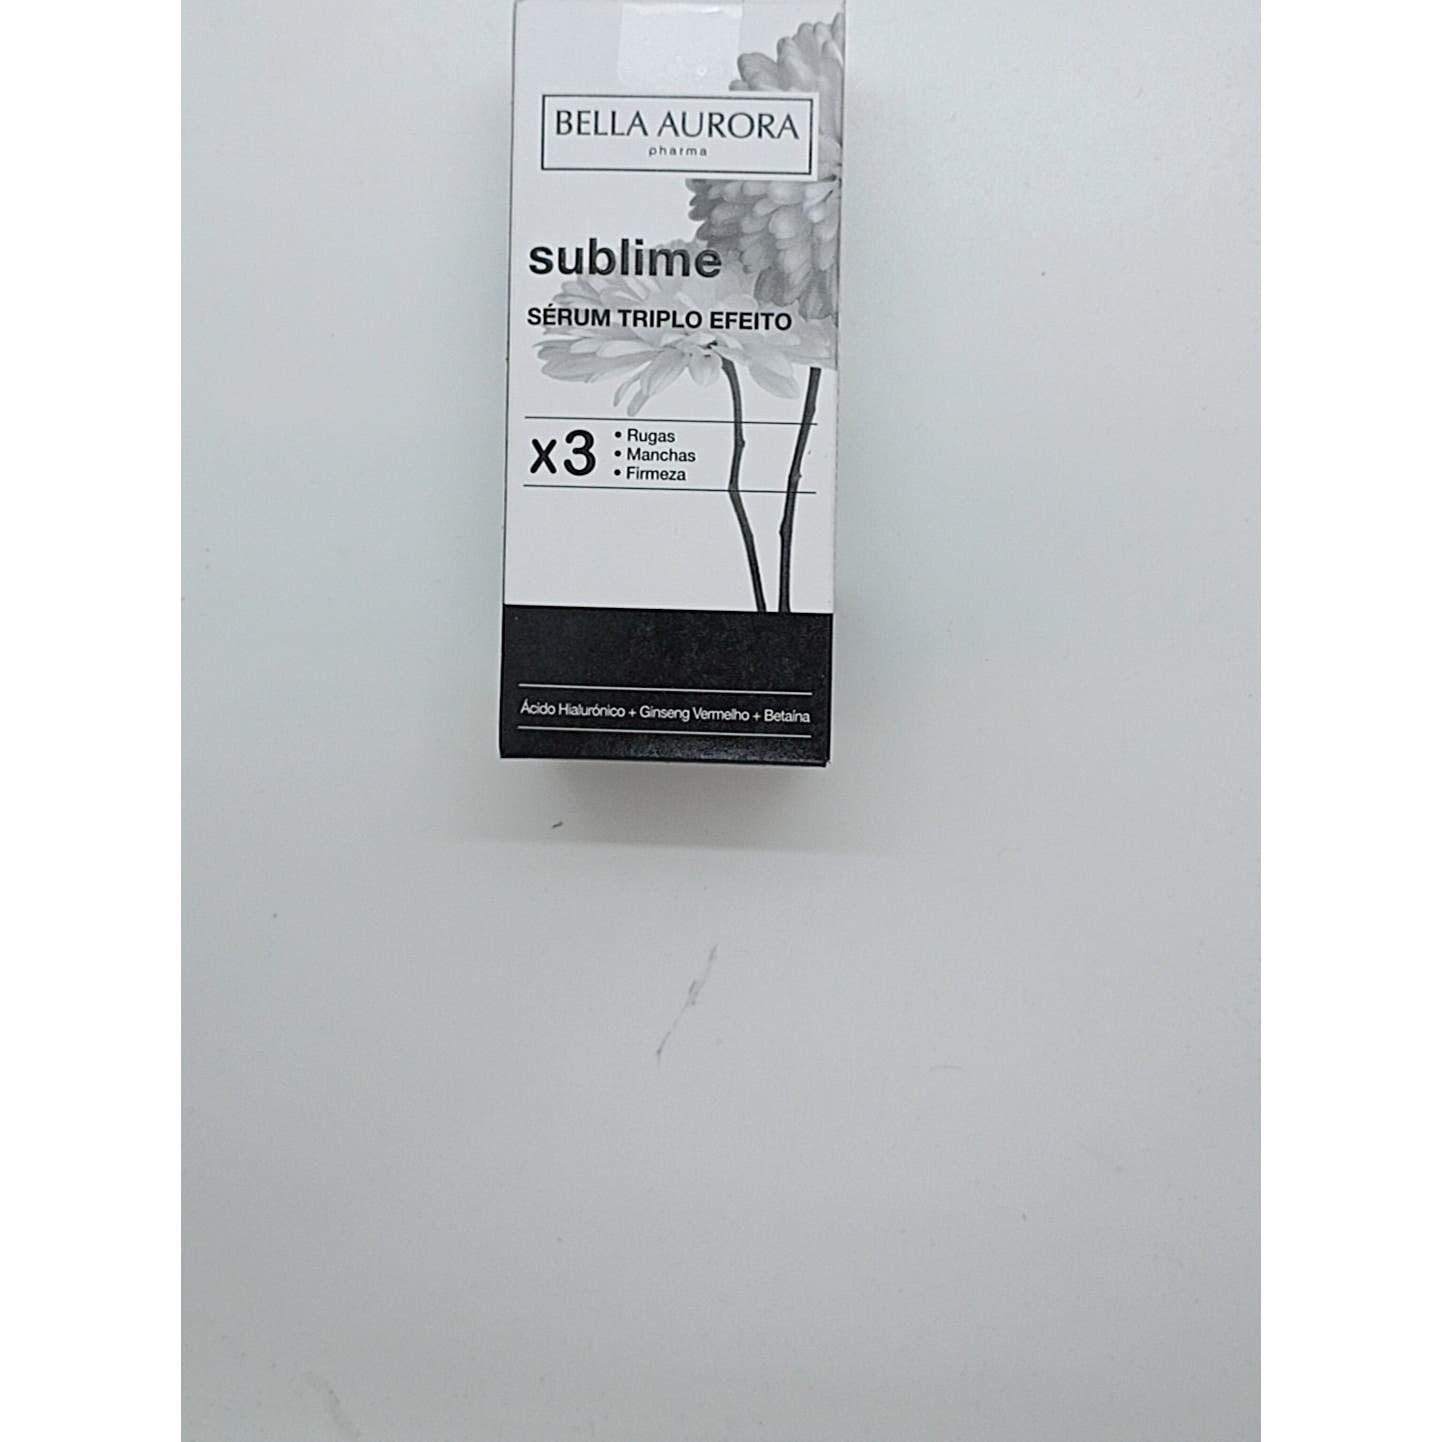 BELLA AURORA
pharma
sublime
SÉRUM TRIPLO EFEITO
x3
• Rugas
• Manchas
• Firmeza
Ácido Hialurónico + Ginseng Vermelho + Betaína